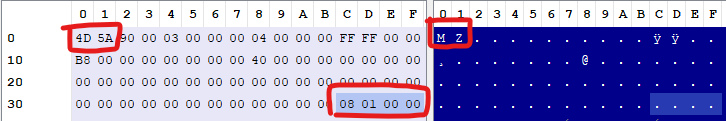 0 1 2 3 4 5 6 7 8 9 A B C D E F 0 1 2 3 4 5 6 7 8 9 A B C D E F
0 4D 5A 90 00 03 00 00 00 04 00 00 00 FF FF 00 00 M Z . . . . . . . . . . ÿ ÿ . .
10 B8 00 00 00 00 00 00 00 40 00 00 00 00 00 00 00 ¸ . . . . . . . @ . . . . . . .
20 00 00 00 00 00 00 00 00 00 00 00 00 00 00 00 00 . . . . . . . . . . . . . . . .
30 00 00 00 00 00 00 00 00 00 00 00 00 08 01 00 00 . . . . . . . . . . . . . . . .